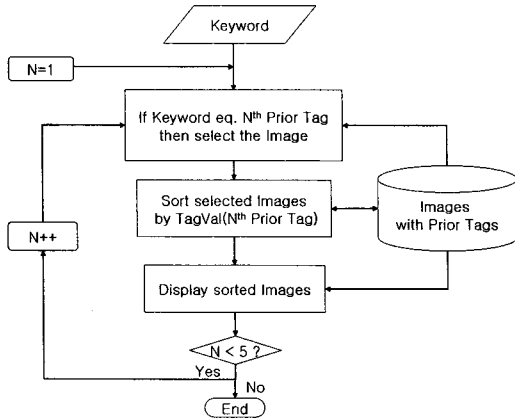 Keyword
N=1
If Keyword eq. Nth Prior Tag
then select the Image
Sort selected Images
by TagVal(Nth Prior Tag)
Images
with Prior Tags
N++
Display sorted Images
N < 5 ?
Yes
No
End